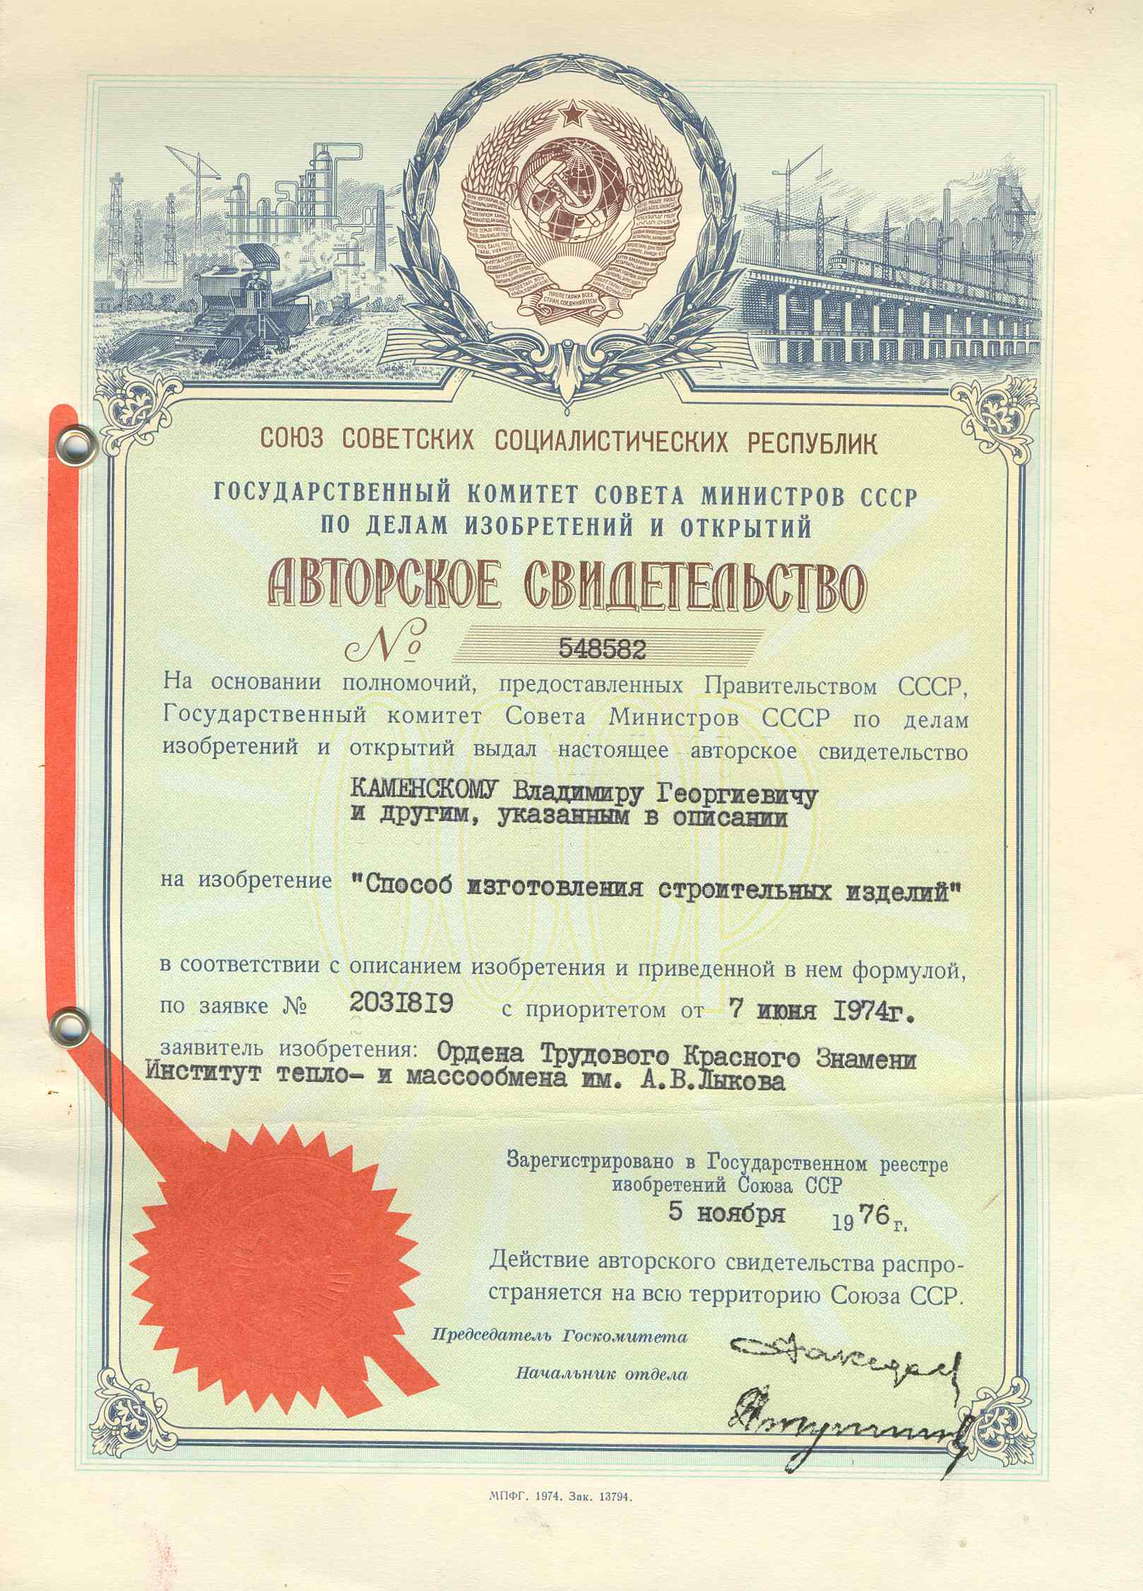 ПРОЛЕТАРИИ ВСЕХ
СТРАН, СОЕДИНЯЙТЕСЬ!
СОЮЗ СОВЕТСКИХ СОЦИАЛИСТИЧЕСКИХ РЕСПУБЛИК
ГОСУДАРСТВЕННЫЙ КОМИТЕТ СОВЕТА МИНИСТРОВ СССР
ПО ДЕЛАМ ИЗОБРЕТЕНИЙ И ОТКРЫТИЙ
АВТОРСКОЕ СВИДЕТЕЛЬСТВО
№ 548582
На основании полномочий, предоставленных Правительством СССР,
Государственный комитет Совета Министров СССР по делам
изобретений и открытий выдал настоящее авторское свидетельство
КАМЕНСКОМУ Владимиру Георгиевичу
и другим, указанным в описании
на изобретение "Способ изготовления строительных изделий"
в соответствии с описанием изобретения и приведенной в нем формулой,
по заявке № 2031819 с приоритетом от 7 июня 1974г.
заявитель изобретения: Ордена Трудового Красного Знамени
Институт тепло- и массообмена им. А.В.Лыкова
Зарегистрировано в Государственном реестре
изобретений Союза ССР
5 ноября 1976г.
Действие авторского свидетельства распро-
страняется на всю территорию Союза ССР.
Председатель Госкомитета
Начальник отдела
МПФГ. 1974. Зак. 13794.